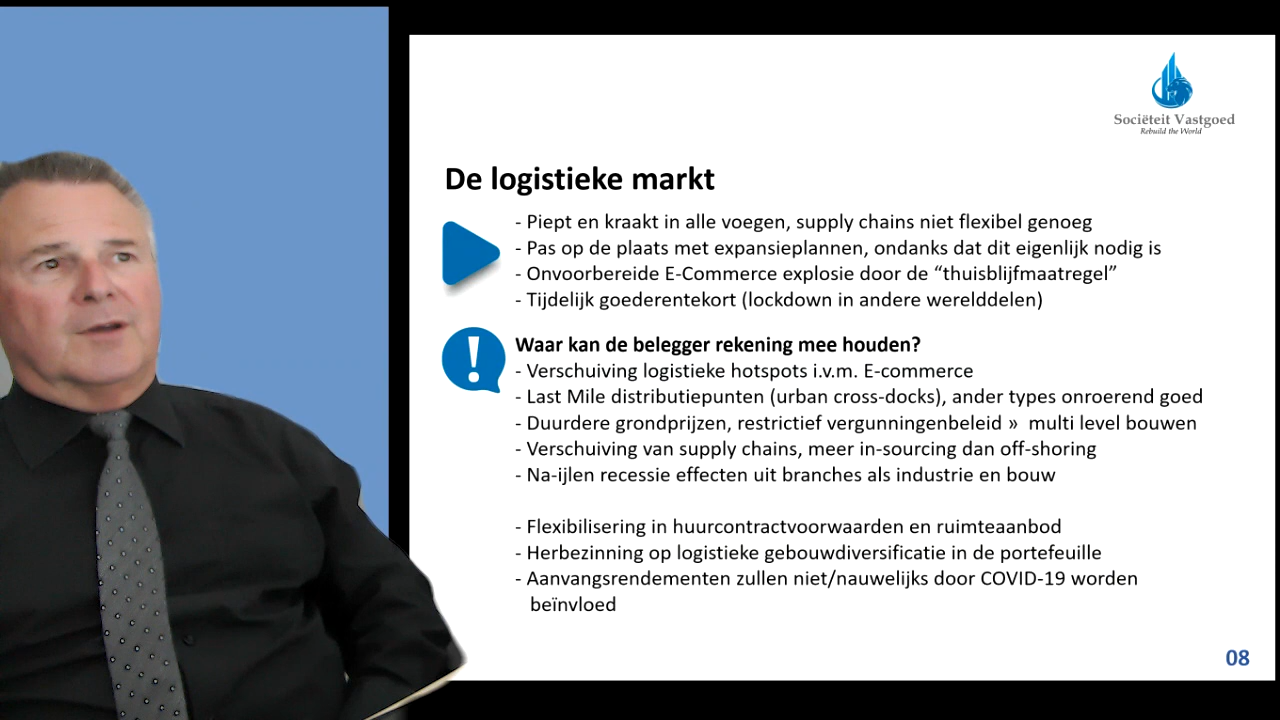 Sociëteit Vastgoed
Rebuild the World
De logistieke markt
- Piept en kraakt in alle voegen, supply chains niet flexibel genoeg
- Pas op de plaats met expansieplannen, ondanks dat dit eigenlijk nodig is
- Onvoorbereide E-Commerce explosie door de “thuisblijfmaatregel”
- Tijdelijk goederentekort (lockdown in andere werelddelen)
Waar kan de belegger rekening mee houden?
- Verschuiving logistieke hotspots i.v.m. E-commerce
- Last Mile distributiepunten (urban cross-docks), ander types onroerend goed
- Duurdere grondprijzen, restrictief vergunningenbeleid » multi level bouwen
- Verschuiving van supply chains, meer in-sourcing dan off-shoring
- Na-ijlen recessie effecten uit branches als industrie en bouw
- Flexibilisering in huurcontractvoorwaarden en ruimteaanbod
- Herbezinning op logistieke gebouwdiversificatie in de portefeuille
- Aanvangsrendementen zullen niet/nauwelijks door COVID-19 worden
beïnvloed
08